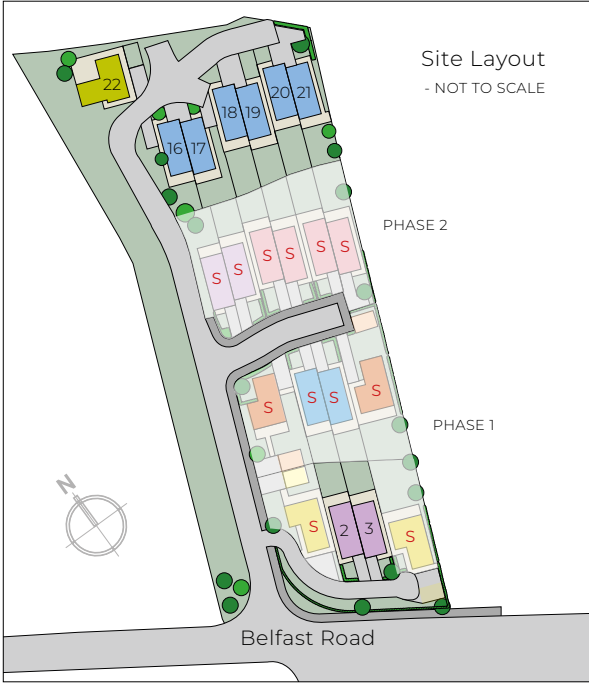 Site Layout
- NOT TO SCALE
22
20 21
18 19
16 17
PHASE 2
S S S S S S
S S S S
PHASE 1
N
S 2 3 S
Belfast Road